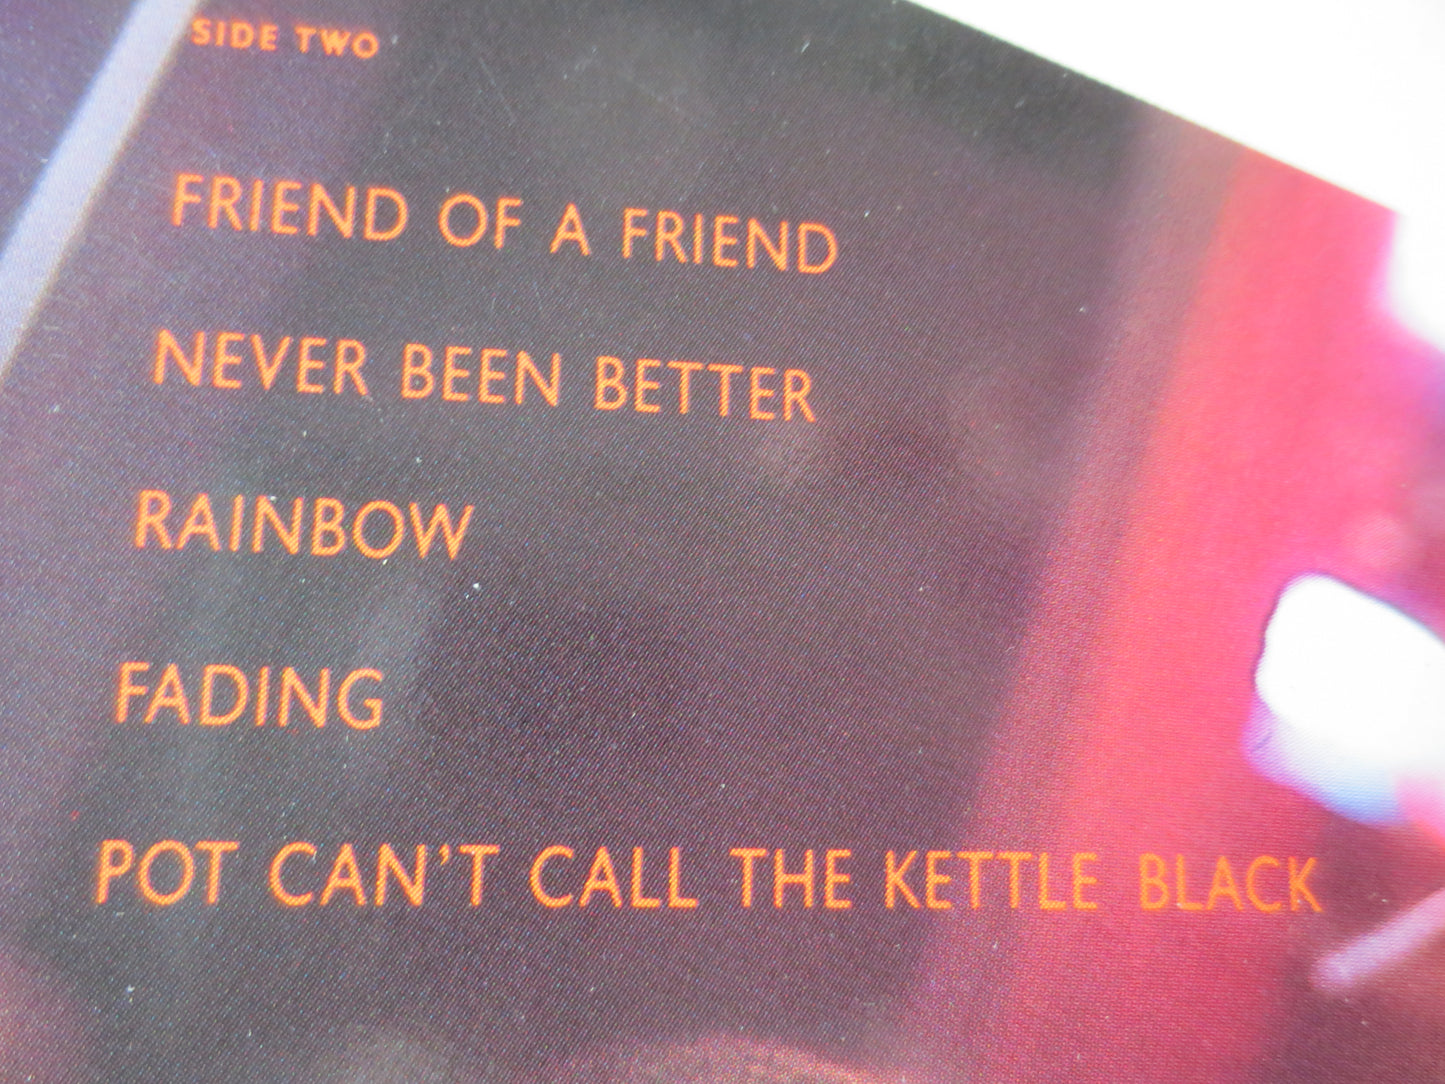 SIDE TWO
FRIEND OF A FRIEND
NEVER BEEN BETTER
RAINBOW
FADING
POT CAN'T CALL THE KETTLE BLACK